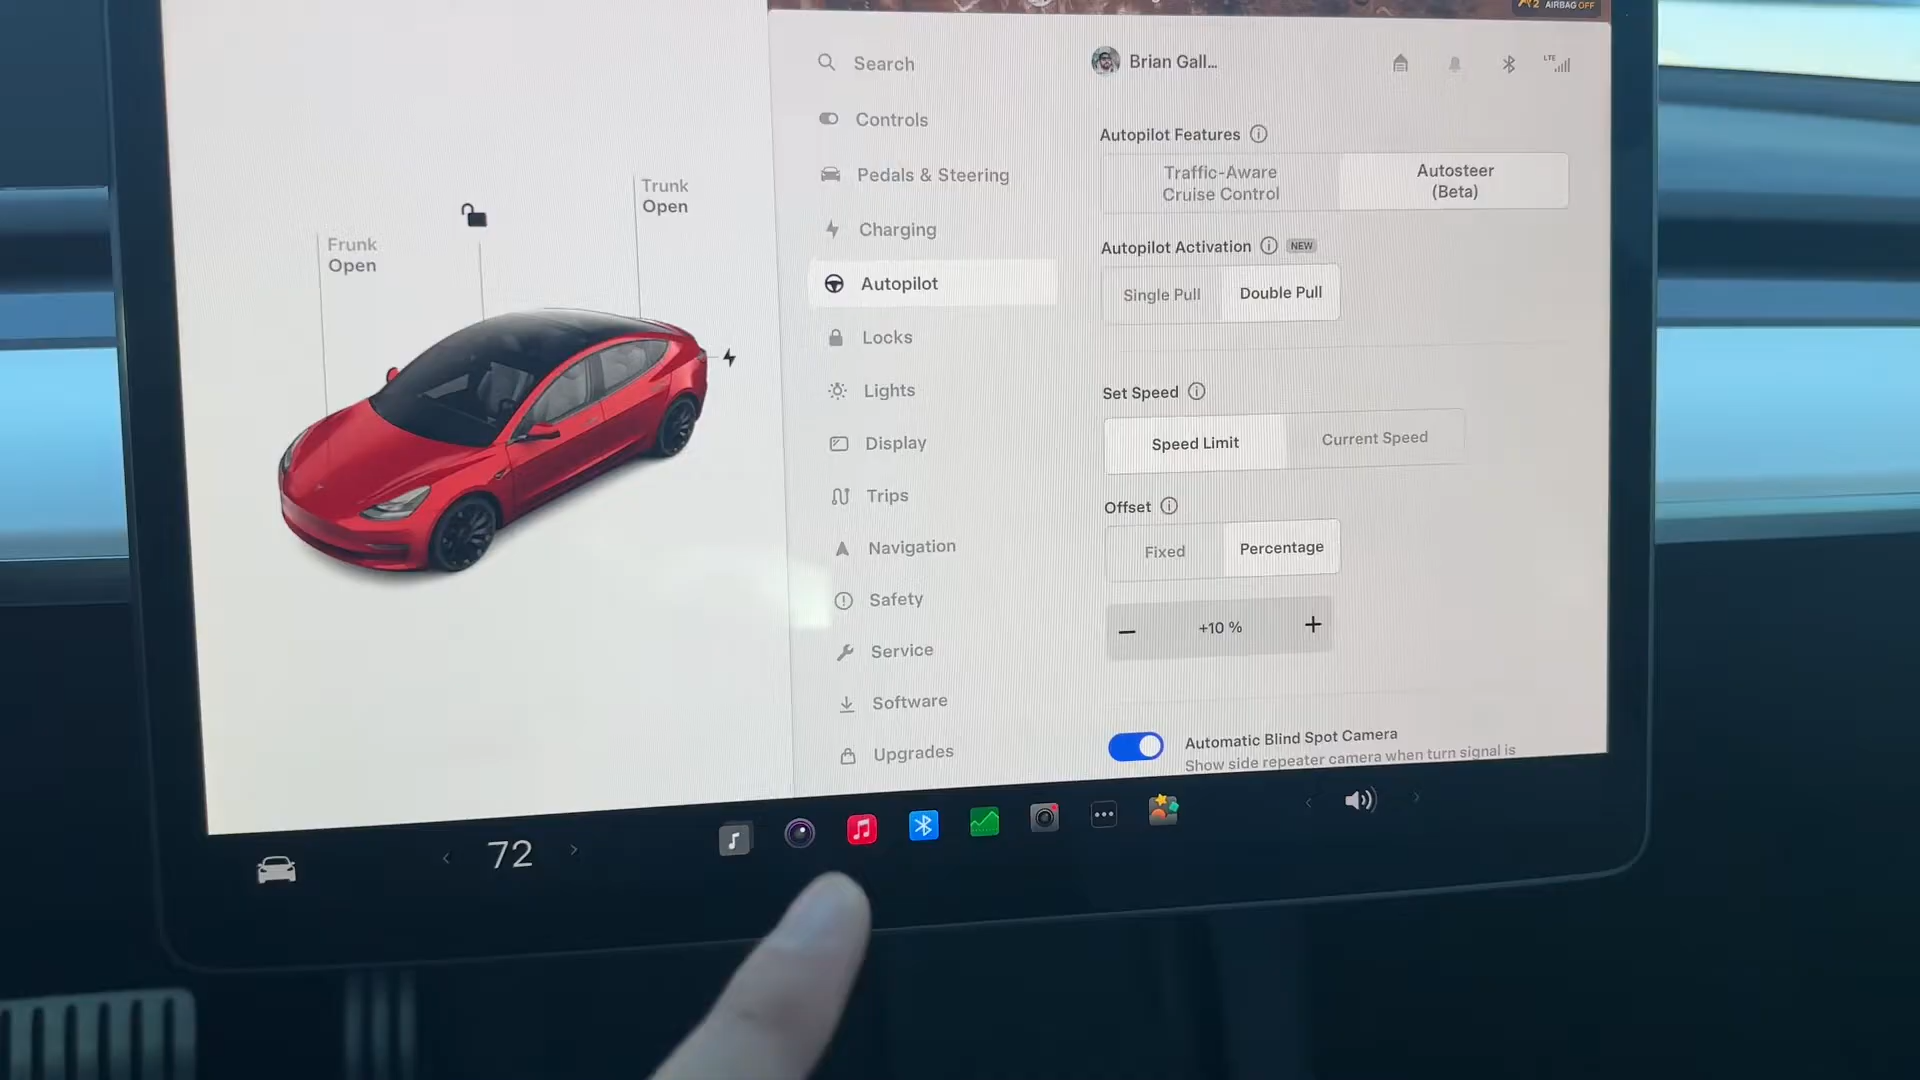 2 AIRBAG OFF
Search
Brian Gall...
LTE
Controls
Pedals & Steering
Charging
Autopilot
Locks
Lights
Display
Trips
Navigation
Safety
Service
Software
Upgrades
Frunk
Open
Trunk
Open
Autopilot Features
Traffic-Aware
Cruise Control
Autosteer
(Beta)
Autopilot Activation NEW
Single Pull
Double Pull
Set Speed
Speed Limit
Current Speed
Offset
Fixed
Percentage
+10 %
Automatic Blind Spot Camera
Show side repeater camera when turn signal is
72